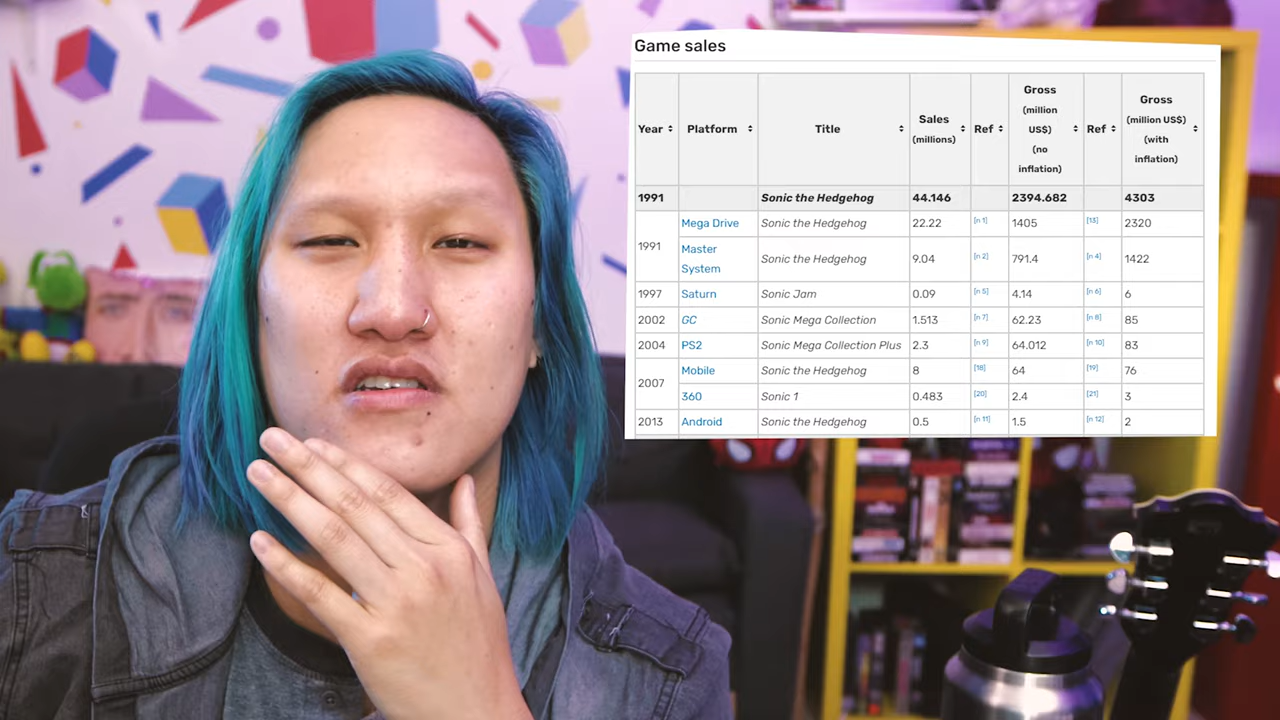 Game sales
Year Platform Title Sales (millions) Ref Gross (million US$) (no inflation) Ref Gross (million US$) (with inflation)
1991 Sonic the Hedgehog 44.146 2394.682 4303
1991 Mega Drive Sonic the Hedgehog 22.22 [n 1] 1405 [13] 2320
Master System Sonic the Hedgehog 9.04 [n 2] 791.4 [n 4] 1422
1997 Saturn Sonic Jam 0.09 [n 5] 4.14 [n 6] 6
2002 GC Sonic Mega Collection 1.513 [n 7] 62.23 [n 8] 85
2004 PS2 Sonic Mega Collection Plus 2.3 [n 9] 64.012 [n 10] 83
2007 Mobile Sonic the Hedgehog 8 [18] 64 [19] 76
360 Sonic 1 0.483 [20] 2.4 [21] 3
2013 Android Sonic the Hedgehog 0.5 [n 11] 1.5 [n 12] 2